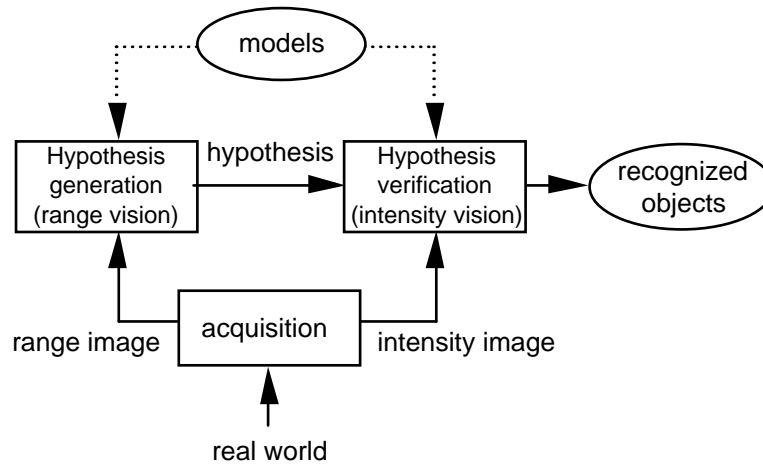 models
Hypothesis
generation
(range vision)
hypothesis
Hypothesis
verification
(intensity vision)
recognized
objects
range image
acquisition
intensity image
real world